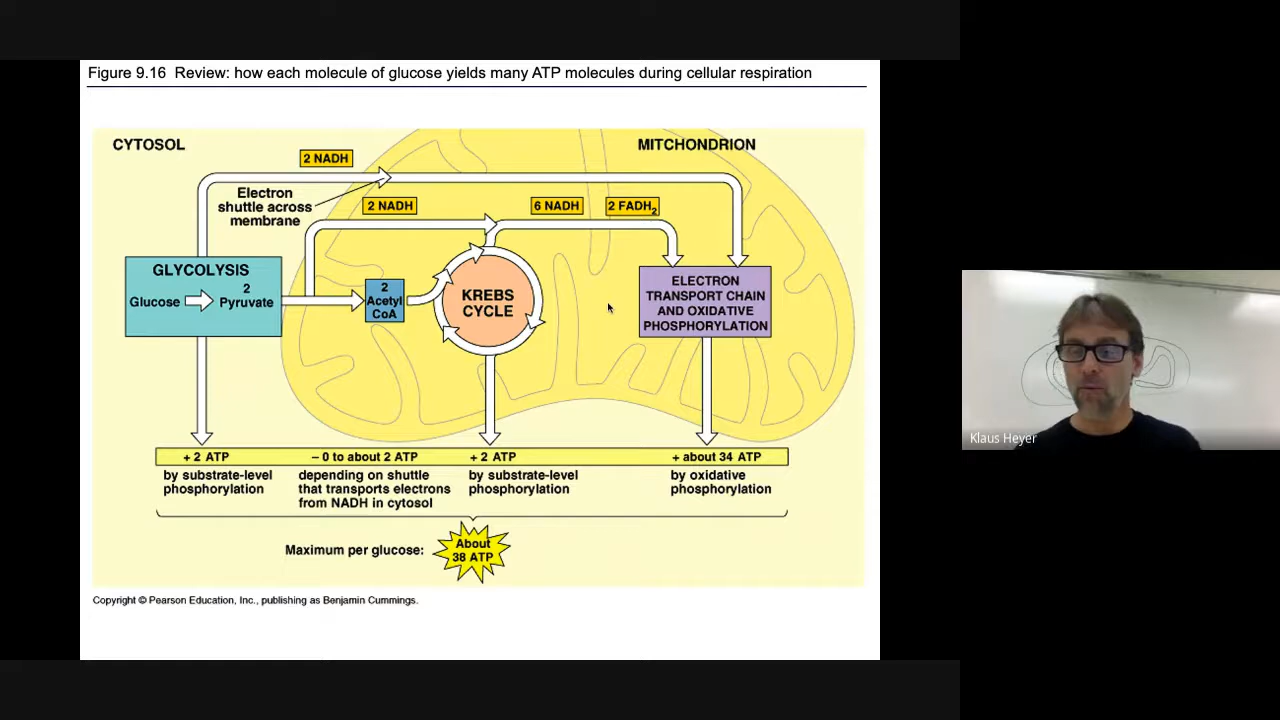 Figure 9.16 Review: how each molecule of glucose yields many ATP molecules during cellular respiration
CYTOSOL
MITCHONDRION
2 NADH
Electron
shuttle across
membrane
2 NADH
6 NADH
2 FADH₂
GLYCOLYSIS
Glucose
2
Pyruvate
2
Acetyl
CoA
KREBS
CYCLE
ELECTRON
TRANSPORT CHAIN
AND OXIDATIVE
PHOSPHORYLATION
+ 2 ATP
by substrate-level
phosphorylation
– 0 to about 2 ATP
depending on shuttle
that transports electrons
from NADH in cytosol
+ 2 ATP
by substrate-level
phosphorylation
+ about 34 ATP
by oxidative
phosphorylation
Maximum per glucose:
About
38 ATP
Copyright © Pearson Education, Inc., publishing as Benjamin Cummings.
Klaus Heyer